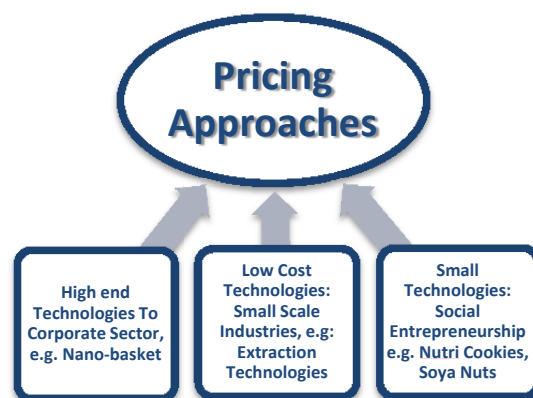 Pricing
Approaches
High end
Technologies To
Corporate Sector,
e.g. Nano-basket
Low Cost
Technologies:
Small Scale
Industries, e.g:
Extraction
Technologies
Small
Technologies:
Social
Entrepreneurship
e.g. Nutri Cookies,
Soya Nuts